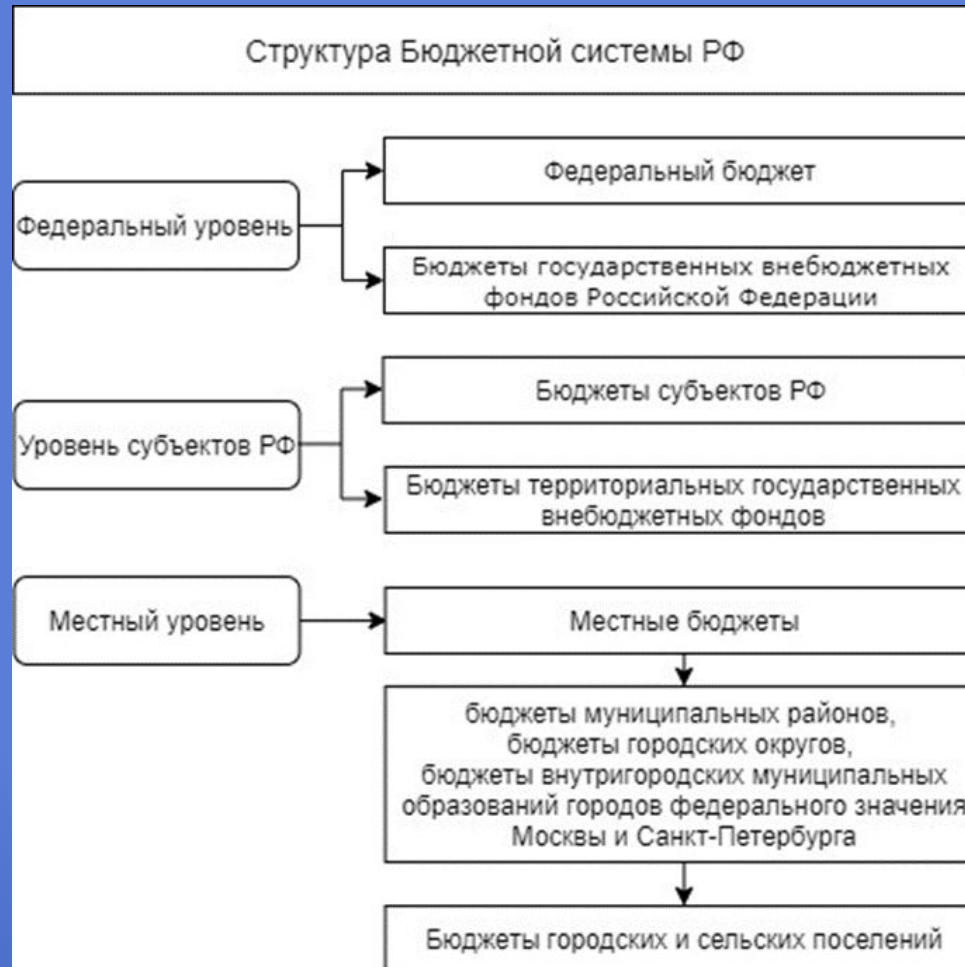 Структура Бюджетной системы РФ
Федеральный уровень
Федеральный бюджет
Бюджеты государственных внебюджетных
фондов Российской Федерации
Уровень субъектов РФ
Бюджеты субъектов РФ
Бюджеты территориальных государственных
внебюджетных фондов
Местный уровень
Местные бюджеты
бюджеты муниципальных районов,
бюджеты городских округов,
бюджеты внутригородских муниципальных
образований городов федерального значения
Москвы и Санкт-Петербурга
Бюджеты городских и сельских поселений